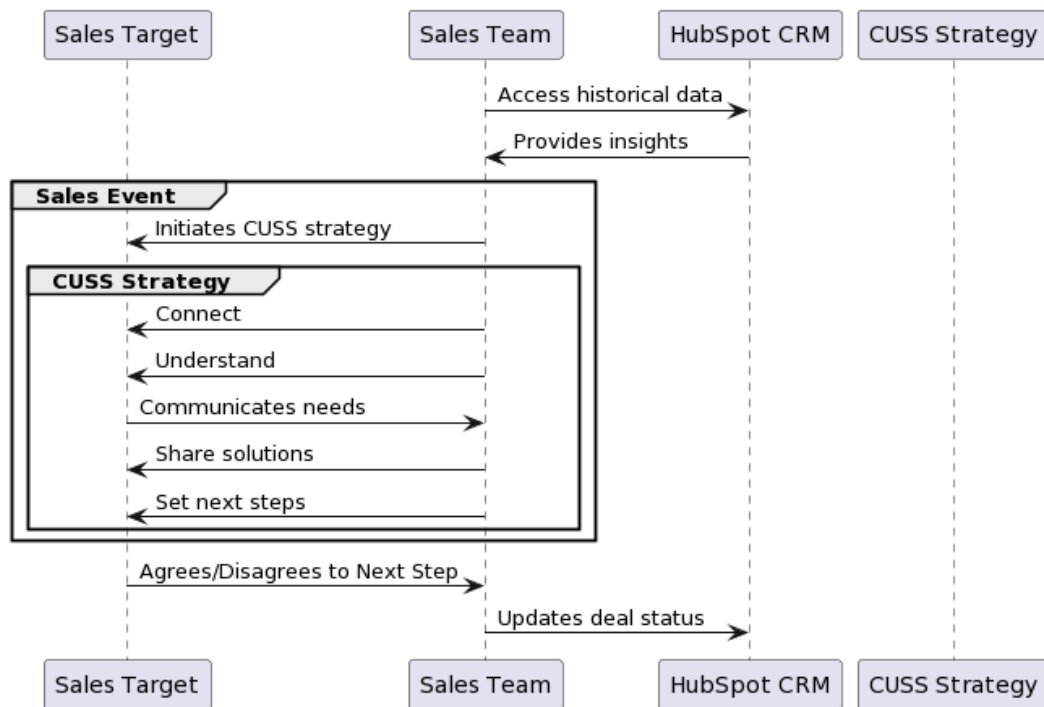 Sales Target Sales Team HubSpot CRM CUSS Strategy
Access historical data
Provides insights
Sales Event
Initiates CUSS strategy
CUSS Strategy
Connect
Understand
Communicates needs
Share solutions
Set next steps
Agrees/Disagrees to Next Step
Updates deal status
Sales Target Sales Team HubSpot CRM CUSS Strategy